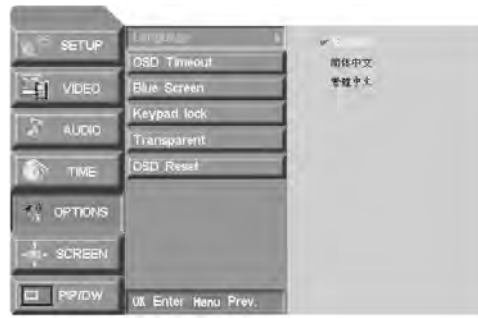 SETUP
VIDEO
AUDIO
TIME
OPTIONS
SCREEN
PIP/DW
Language
OSD Timeout
Blue Screen
Keypad lock
Transparent
OSD Reset
OK Enter Menu Prev.
简体中文
繁體中文